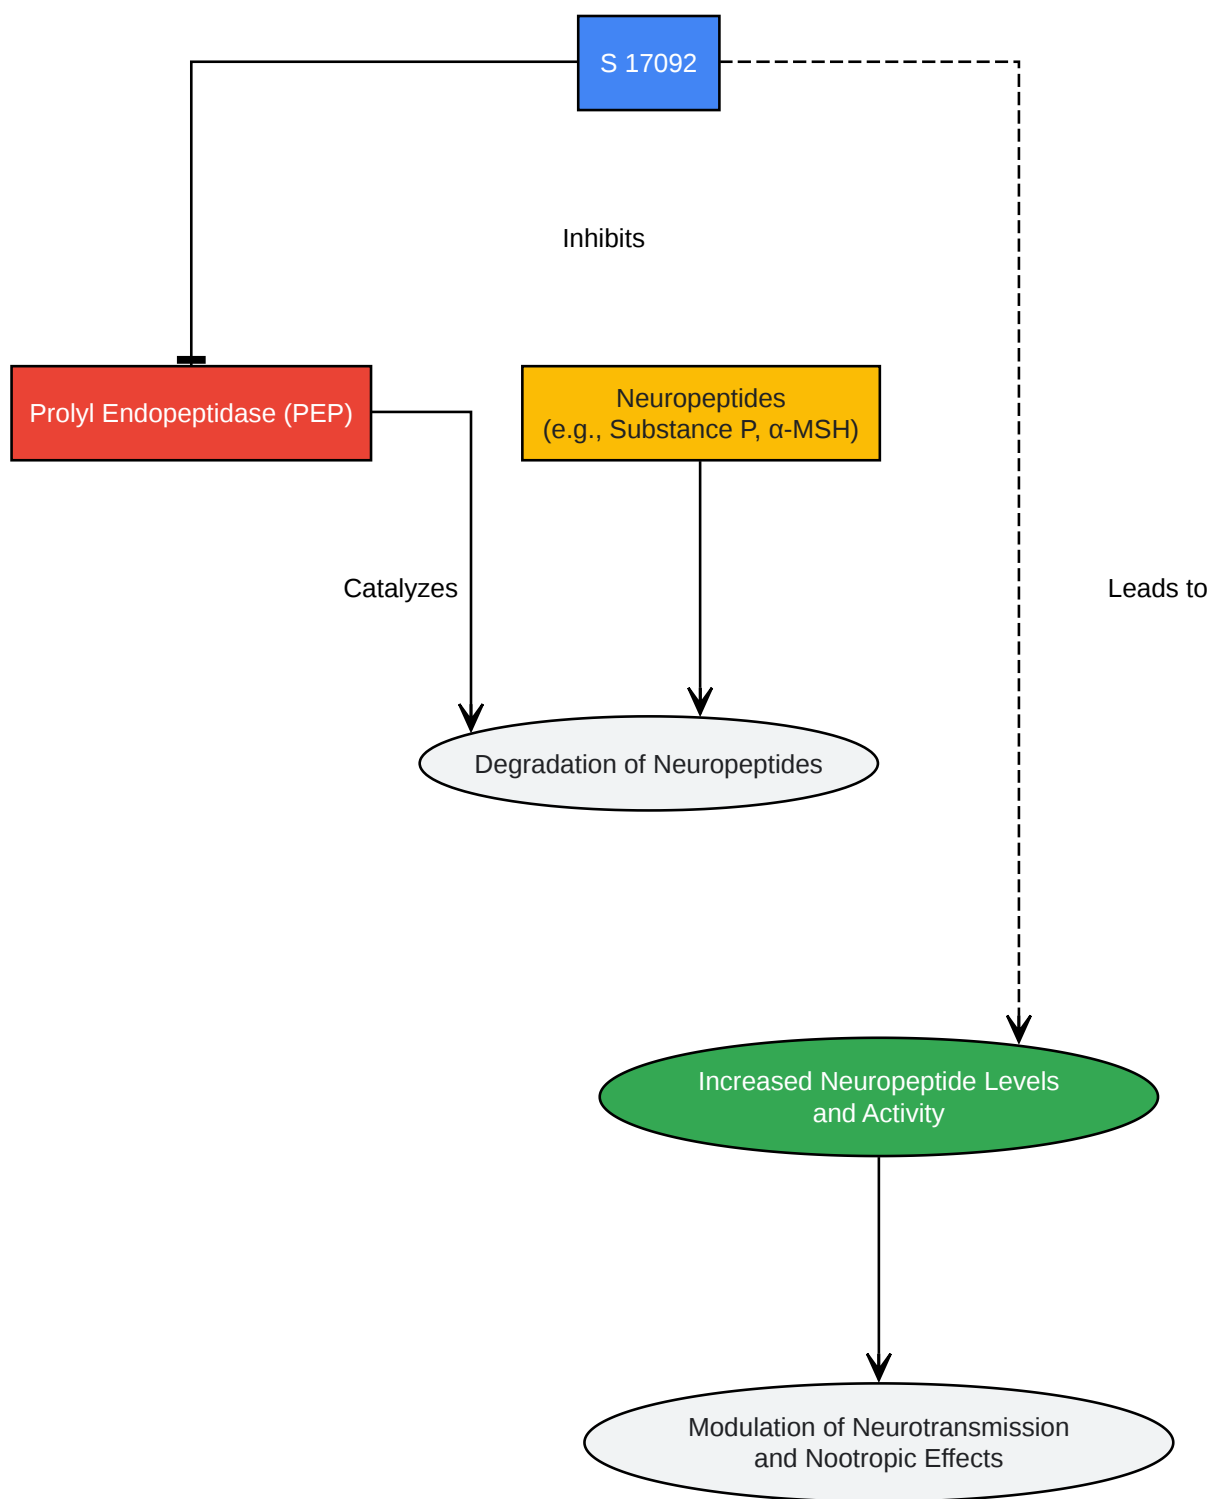 S 17092
Inhibits
Prolyl Endopeptidase (PEP)
Neuropeptides
(e.g., Substance P, α-MSH)
Catalyzes
Leads to
Degradation of Neuropeptides
Increased Neuropeptide Levels
and Activity
Modulation of Neurotransmission
and Nootropic Effects